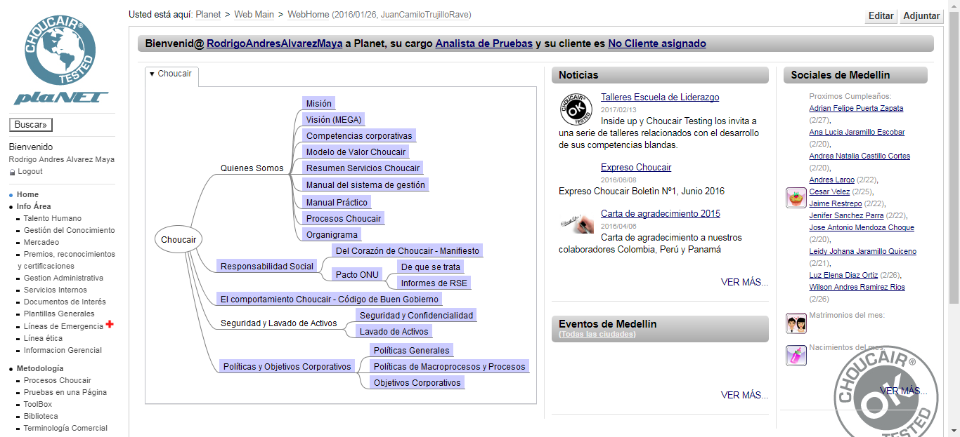 Usted está aquí: Planet > Web Main > WebHome (2016/01/26, JuanCamiloTrujilloRave)
Editar Adjuntar
CHOUCAIR
TESTED
plaNET
Buscar»
Bienvenido
Rodrigo Andres Alvarez Maya
Logout
Home
Info Área
Talento Humano
Gestión del Conocimiento
Mercadeo
Premios, reconocimientos
y certificaciones
Gestion Administrativa
Servicios Internos
Documentos de Interés
Plantillas Generales
Líneas de Emergencia
Línea ética
Informacion Gerencial
Metodología
Procesos Choucair
Pruebas en una Página
ToolBox
Biblioteca
Terminología Comercial
Bienvenid@ RodrigoAndresAlvarezMaya a Planet, su cargo Analista de Pruebas y su cliente es No Cliente asignado
Choucair
Choucair
Quienes Somos
Misión
Visión (MEGA)
Competencias corporativas
Modelo de Valor Choucair
Resumen Servicios Choucair
Manual del sistema de gestión
Manual Práctico
Procesos Choucair
Organigrama
Responsabilidad Social
Del Corazón de Choucair - Manifiesto
Pacto ONU
De que se trata
Informes de RSE
El comportamiento Choucair - Código de Buen Gobierno
Seguridad y Lavado de Activos
Seguridad y Confidencialidad
Lavado de Activos
Políticas y Objetivos Corporativos
Políticas Generales
Políticas de Macroprocesos y Procesos
Objetivos Corporativos
Noticias
CHOUCAIR
OK
TESTED
Talleres Escuela de Liderazgo
2017/02/13
Inside up y Choucair Testing los invita a
una serie de talleres relacionados con el desarrollo
de sus competencias blandas.
Expreso Choucair
2016/06/08
Expreso Choucair Boletín Nº1, Junio 2016
Carta de agradecimiento 2015
2016/04/06
Carta de agradecimiento a nuestros
colaboradores Colombia, Perú y Panamá
VER MÁS...
Eventos de Medellín
(Todas las ciudades)
VER MÁS...
Sociales de Medellín
Proximos Cumpleaños:
Adrian Felipe Puerta Zapata
(2/27),
Ana Lucia Jaramillo Escobar
(2/20),
Andrea Natalia Castillo Cortes
(2/20),
Andres Largo (2/22),
Cesar Velez (2/25),
Jaime Restrepo (2/22),
Jenifer Sanchez Parra (2/22),
Jose Antonio Mendoza Choque
(2/20),
Leidy Johana Jaramillo Quiceno
(2/21),
Luz Elena Diaz Ortiz (2/26),
Wilson Andres Ramirez Rios
(2/26)
Matrimonios del mes:
Nacimientos del mes:
VER MÁS...
CHOUCAIR
OK
TESTED